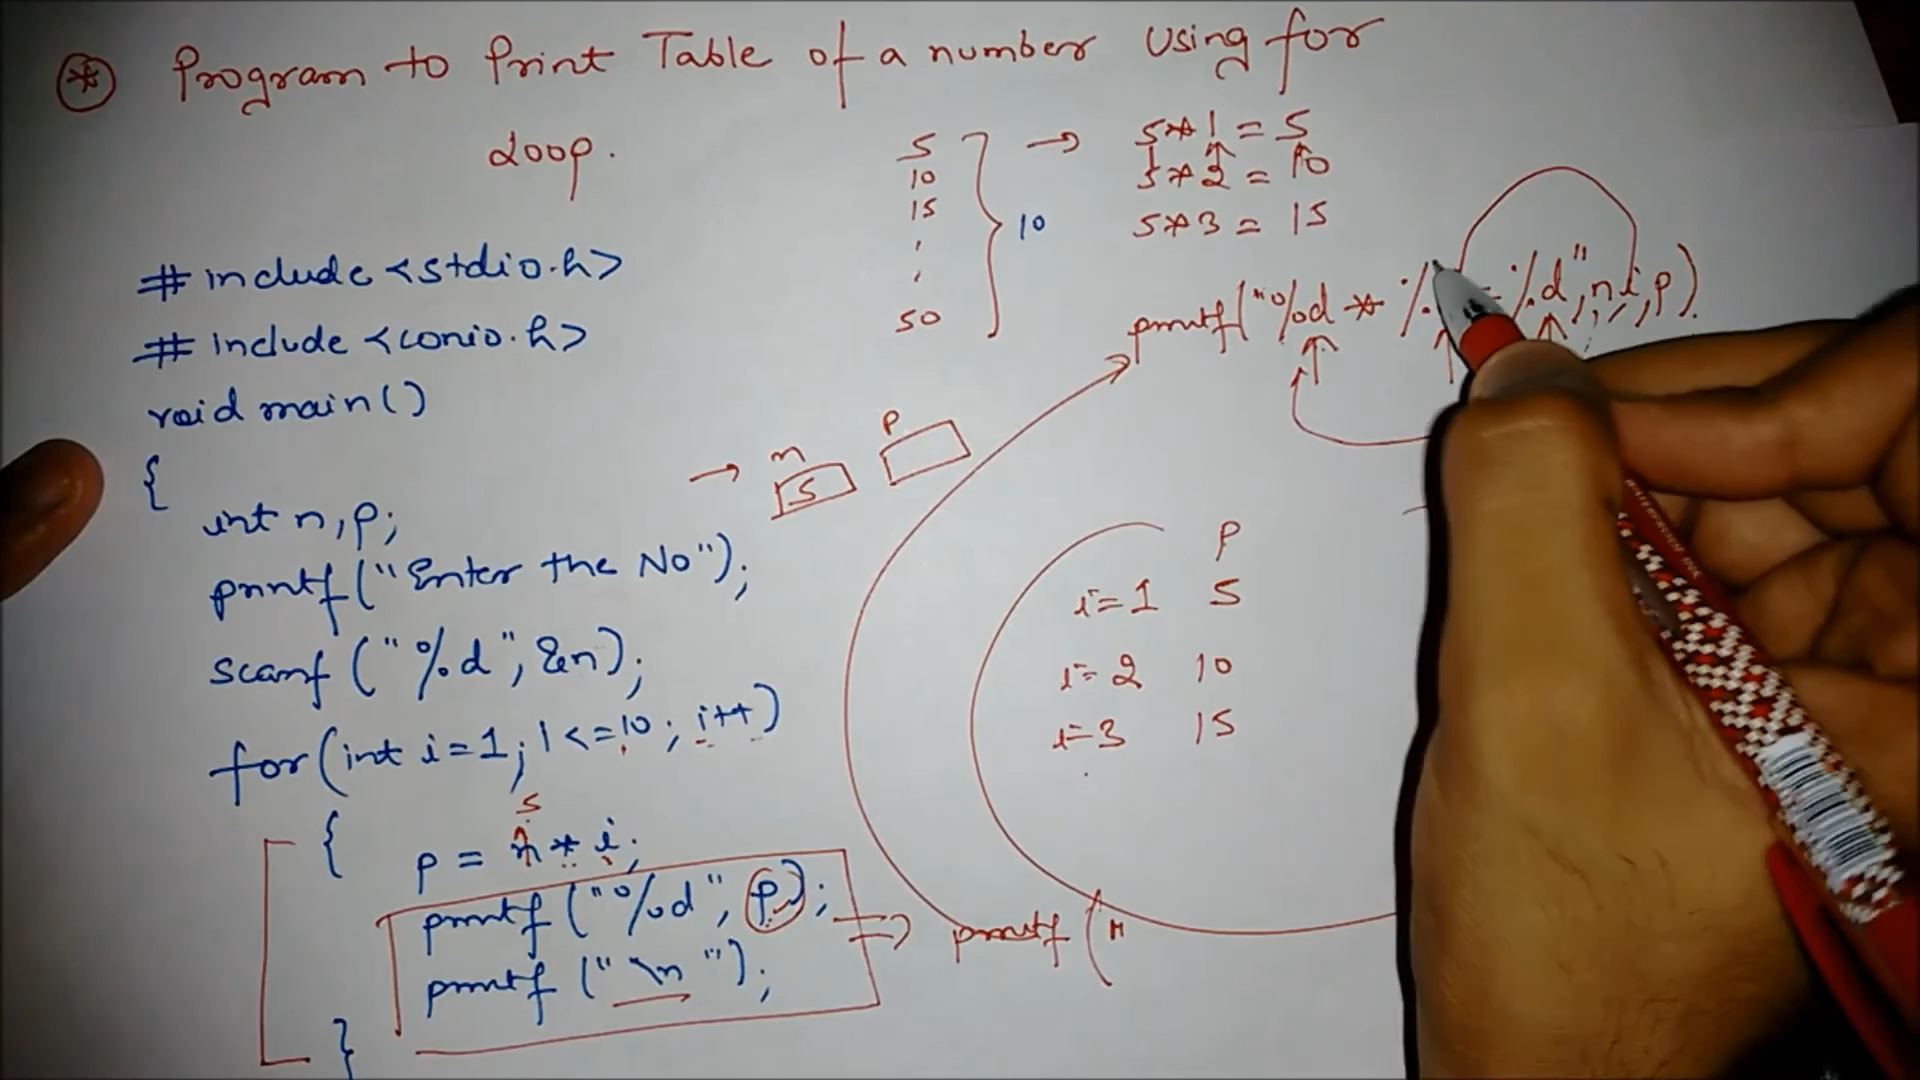 * Program to Print Table of a number Using for
loop.
# include <stdio.h>
# include <conio.h>
void main()
{
int n, p;
printf("Enter the No");
scanf ("%d", &n);
for(int i=1; i<=10; i++)
{
5
p = n * i;
printf ("%d", p);
printf ("\n");
}
5
10
15
50
10
5*1 = 5
5*2 = 10
5*3 = 15
printf("%d * % = %d", n, i, p)
n
5
p
p
i=1 5
i=2 10
i=3 15
printf ("